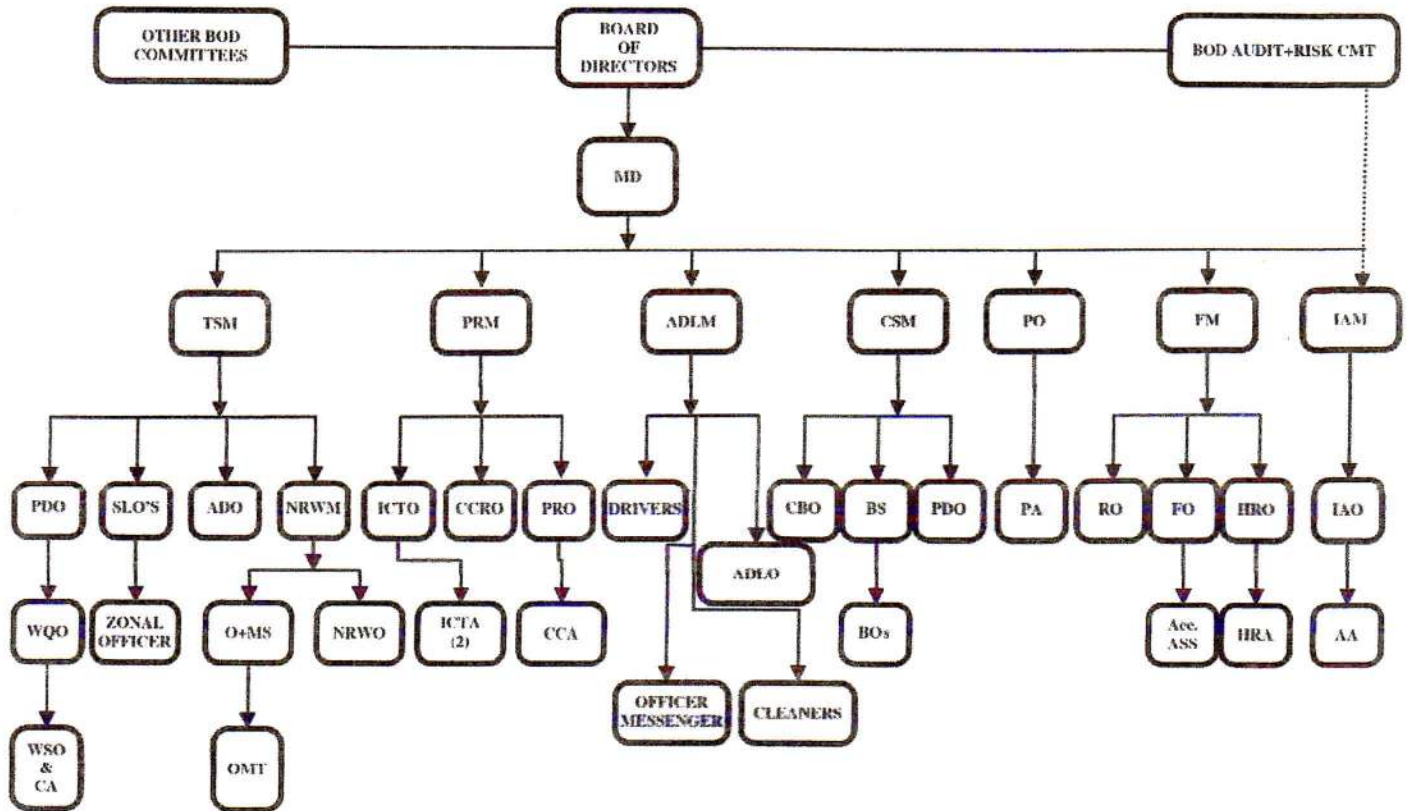 OTHER BOD
COMMITTEES
BOARD
OF
DIRECTORS
BOD AUDIT+RISK CMT
MD
TSM
PRM
ADLM
CSM
PO
FM
IAM
PDO
SLO'S
ADO
NRWM
ICTO
CCRO
PRO
DRIVERS
CBO
BS
PDO
PA
RO
FO
HRO
IAO
ADLO
WQO
ZONAL
OFFICER
O+MS
NRWO
ICTA
(2)
CCA
BOs
Acc.
ASS
HRA
AA
OFFICER
MESSENGER
CLEANERS
WSO
&
CA
OMT